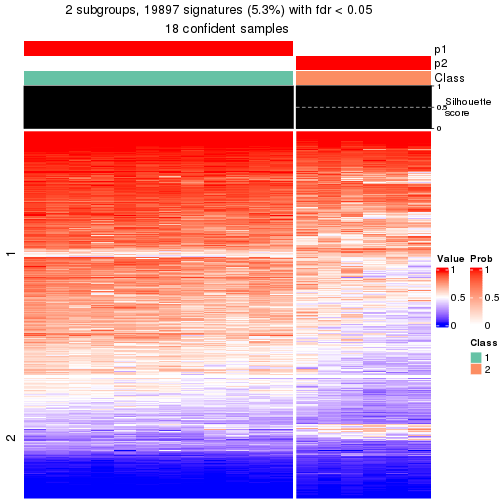 2 subgroups, 19897 signatures (5.3%) with fdr < 0.05
18 confident samples
p1
p2
Class
1
0.5
0
Silhouette
score
1
2
Value Prob
1 1
0.5 0.5
0 0
Class
1
2